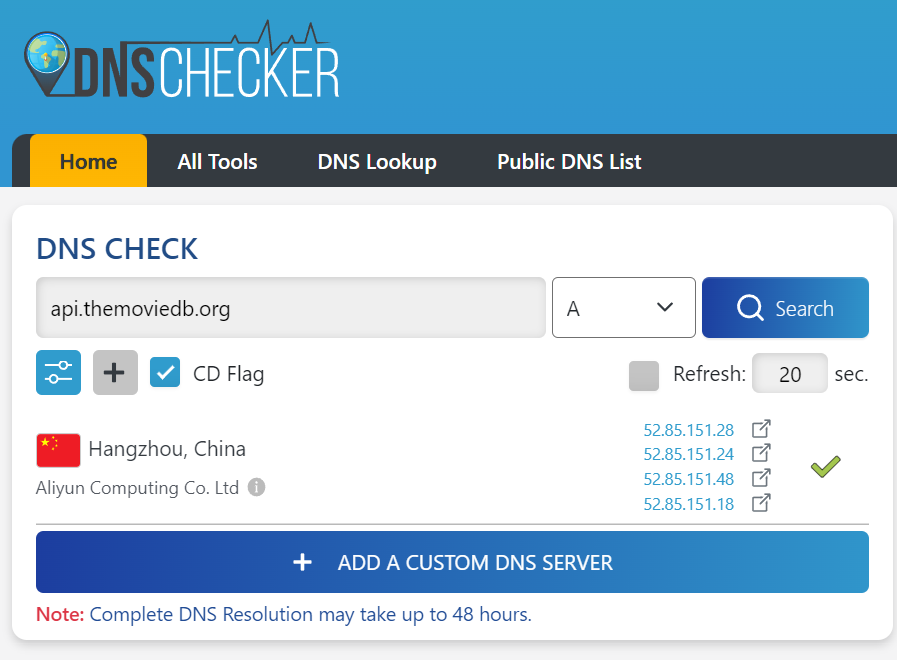 DNSCHECKER
Home All Tools DNS Lookup Public DNS List
DNS CHECK
api.themoviedb.org A Search
CD Flag Refresh: 20 sec.
Hangzhou, China
Aliyun Computing Co. Ltd
52.85.151.28
52.85.151.24
52.85.151.48
52.85.151.18
+ ADD A CUSTOM DNS SERVER
Note: Complete DNS Resolution may take up to 48 hours.